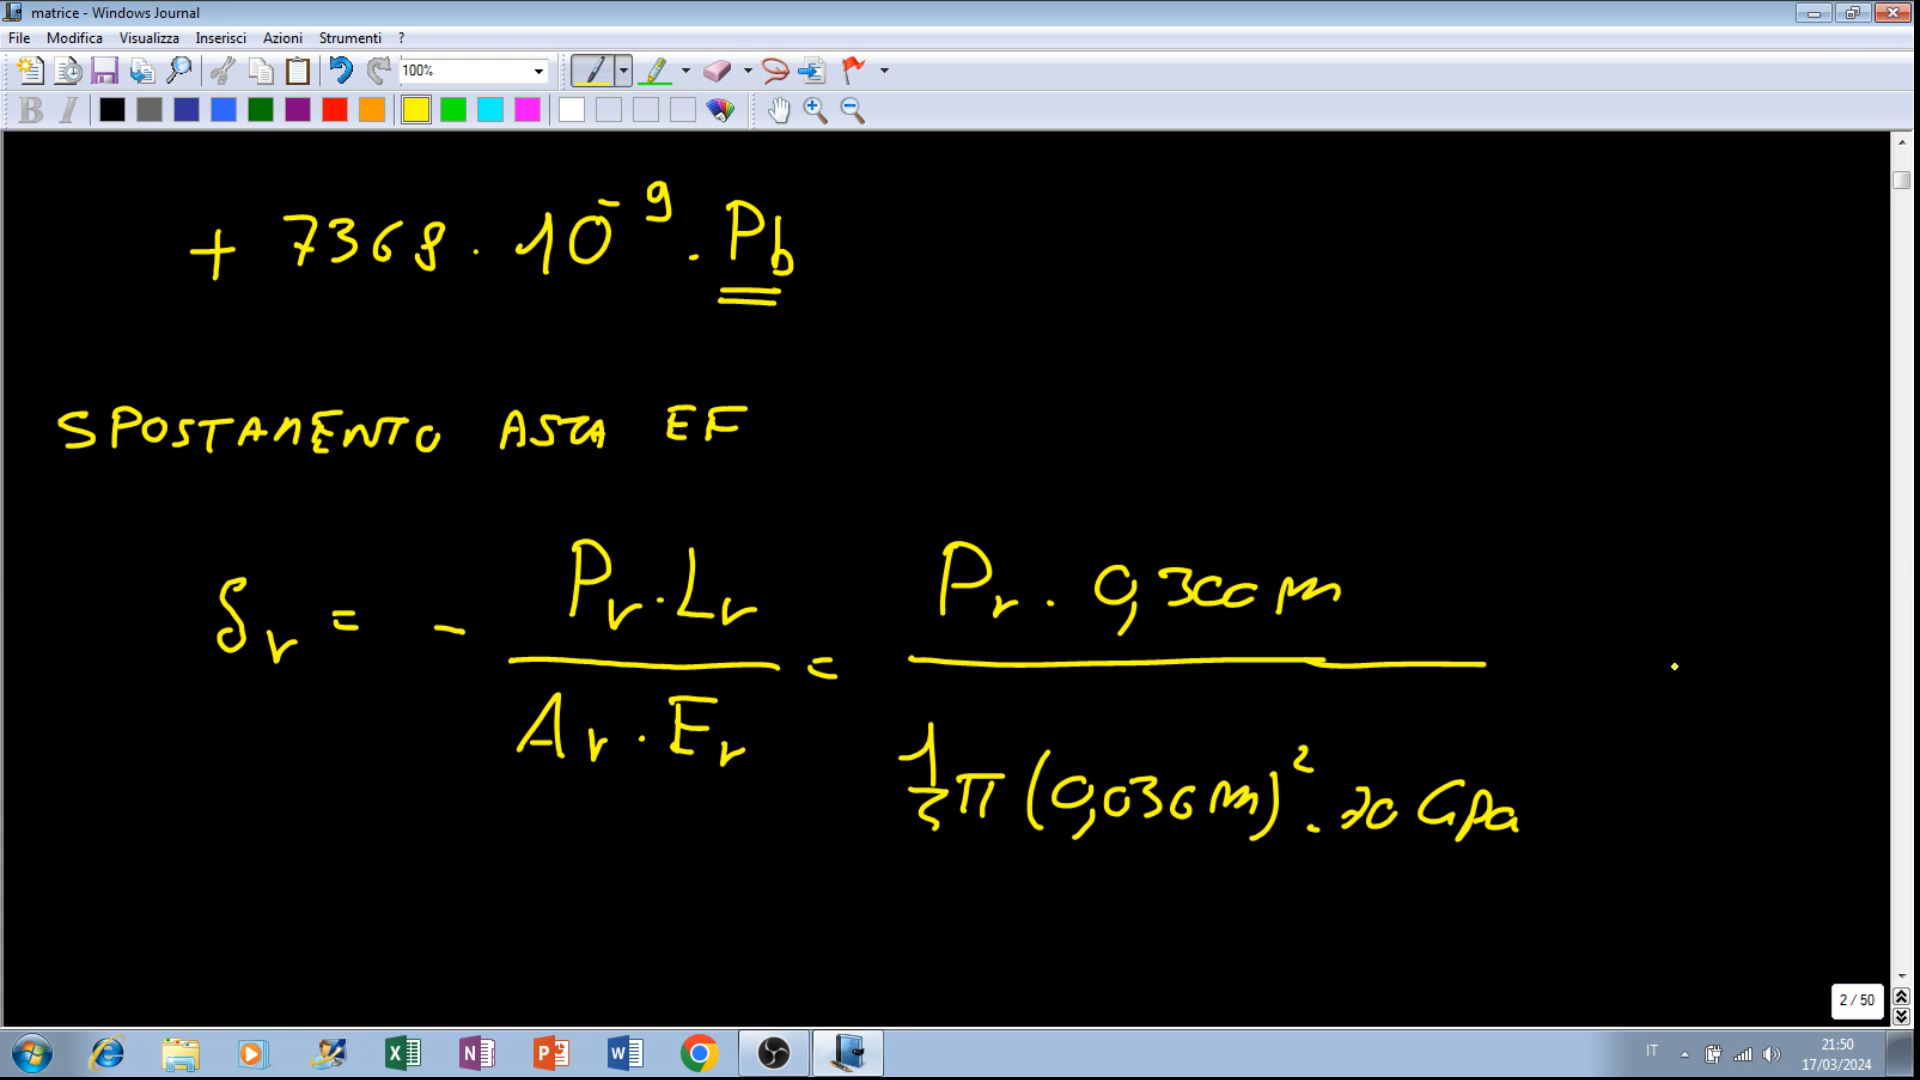 matrice - Windows Journal
File Modifica Visualizza Inserisci Azioni Strumenti ?
100%
B I
+ 7368 · 10⁻⁹ · Pb
SPOSTAMENTO ASTA EF
δr = - Pr · Lr / Ar · Er = Pr · 0,300 m / 1/4 π (0,030 m)² · 70 GPa
2 / 50
IT
21:50
17/03/2024